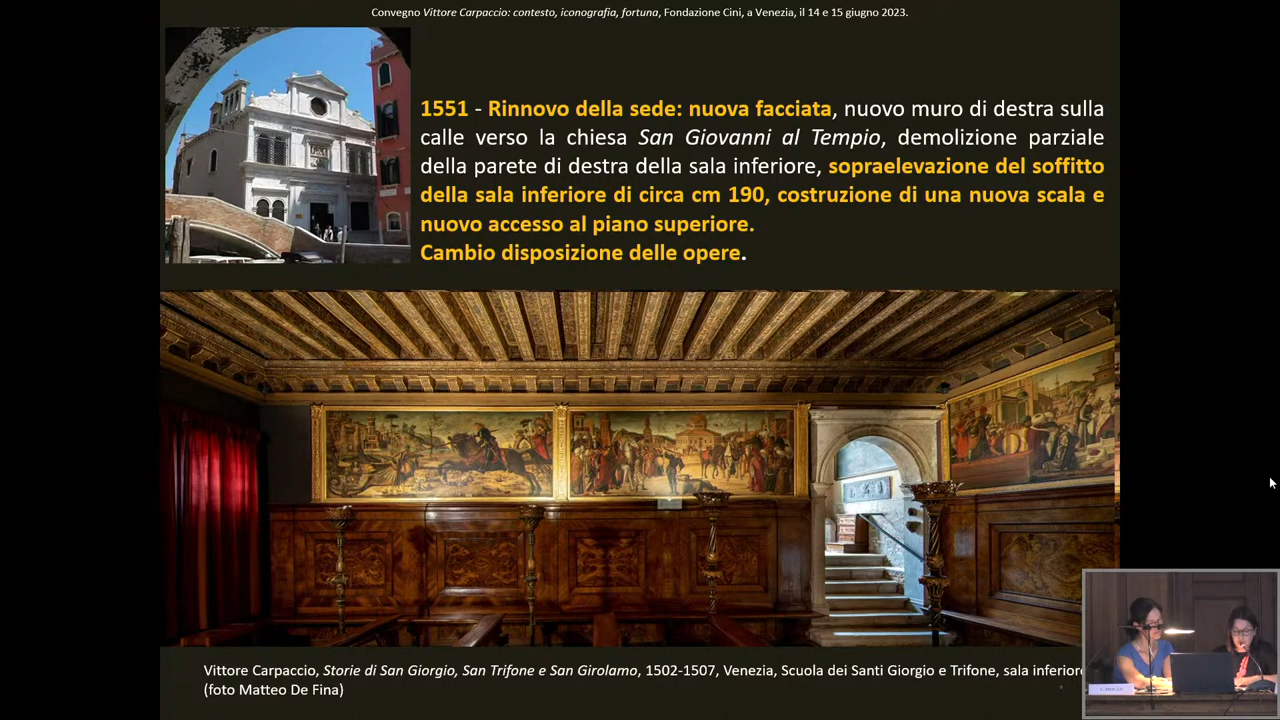 Convegno Vittore Carpaccio: contesto, iconografia, fortuna, Fondazione Cini, a Venezia, il 14 e 15 giugno 2023.
1551 - Rinnovo della sede: nuova facciata, nuovo muro di destra sulla
calle verso la chiesa San Giovanni al Tempio, demolizione parziale
della parete di destra della sala inferiore, sopraelevazione del soffitto
della sala inferiore di circa cm 190, costruzione di una nuova scala e
nuovo accesso al piano superiore.
Cambio disposizione delle opere.
Vittore Carpaccio, Storie di San Giorgio, San Trifone e San Girolamo, 1502-1507, Venezia, Scuola dei Santi Giorgio e Trifone, sala inferiore
(foto Matteo De Fina)